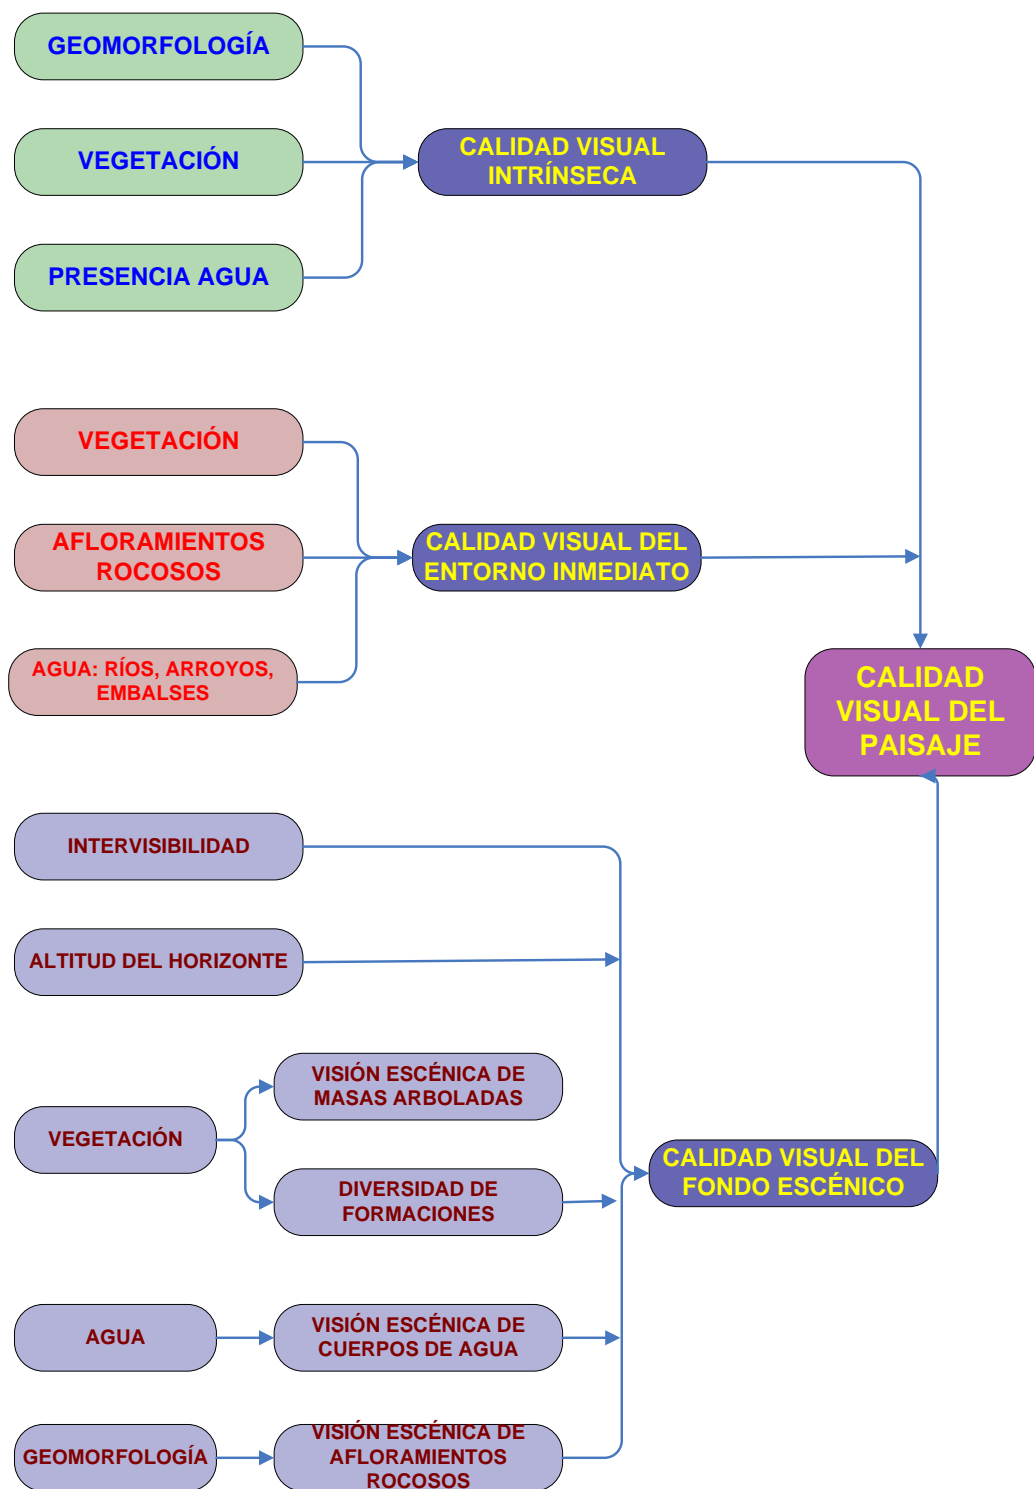 GEOMORFOLOGÍA
VEGETACIÓN
PRESENCIA AGUA
CALIDAD VISUAL
INTRÍNSECA
VEGETACIÓN
AFLORAMIENTOS
ROCOSOS
AGUA: RÍOS, ARROYOS,
EMBALSES
CALIDAD VISUAL DEL
ENTORNO INMEDIATO
CALIDAD
VISUAL DEL
PAISAJE
INTERVISIBILIDAD
ALTITUD DEL HORIZONTE
VEGETACIÓN
VISIÓN ESCÉNICA DE
MASAS ARBOLADAS
DIVERSIDAD DE
FORMACIONES
CALIDAD VISUAL DEL
FONDO ESCÉNICO
AGUA
VISIÓN ESCÉNICA DE
CUERPOS DE AGUA
GEOMORFOLOGÍA
VISIÓN ESCÉNICA DE
AFLORAMIENTOS
ROCOSOS